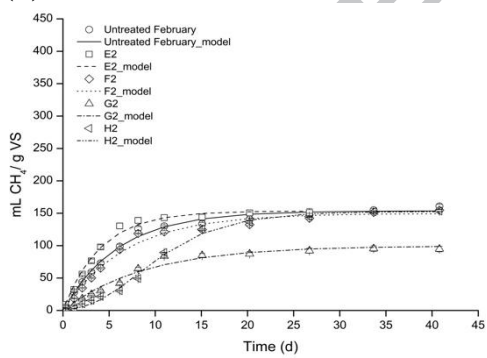 450
400
350
300
250
200
150
100
50
0
mL CH₄/ g VS
Untreated February
Untreated February_model
E2
E2_model
F2
F2_model
G2
G2_model
H2
H2_model
0 5 10 15 20 25 30 35 40 45
Time (d)